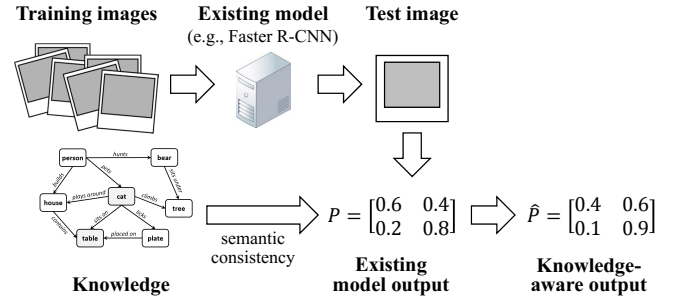 Training images
Existing model
(e.g., Faster R-CNN)
Test image
person
hunts
bear
builds
pets
sits under
house
plays around
cat
climbs
tree
contains
sits on
licks
table
placed on
plate
Knowledge
semantic
consistency
P = [0.6 0.4
0.2 0.8]
Existing
model output
P̂ = [0.4 0.6
0.1 0.9]
Knowledge-
aware output